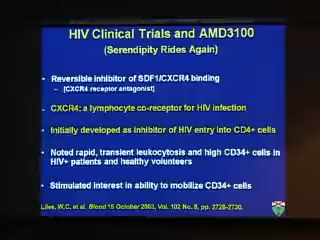 HIV Clinical Trials and AMD3100
(Serendipity Rides Again)
• Reversible inhibitor of SDF1/CXCR4 binding
– [CXCR4 receptor antagonist]
• CXCR4: a lymphocyte co-receptor for HIV infection
• Initially developed as inhibitor of HIV entry into CD4+ cells
• Noted rapid, transient leukocytosis and high CD34+ cells in
HIV+ patients and healthy volunteers
• Stimulated interest in ability to mobilize CD34+ cells
Liles, W.C. et al. Blood 15 October 2003, Vol. 102 No. 8, pp. 2728-2730.